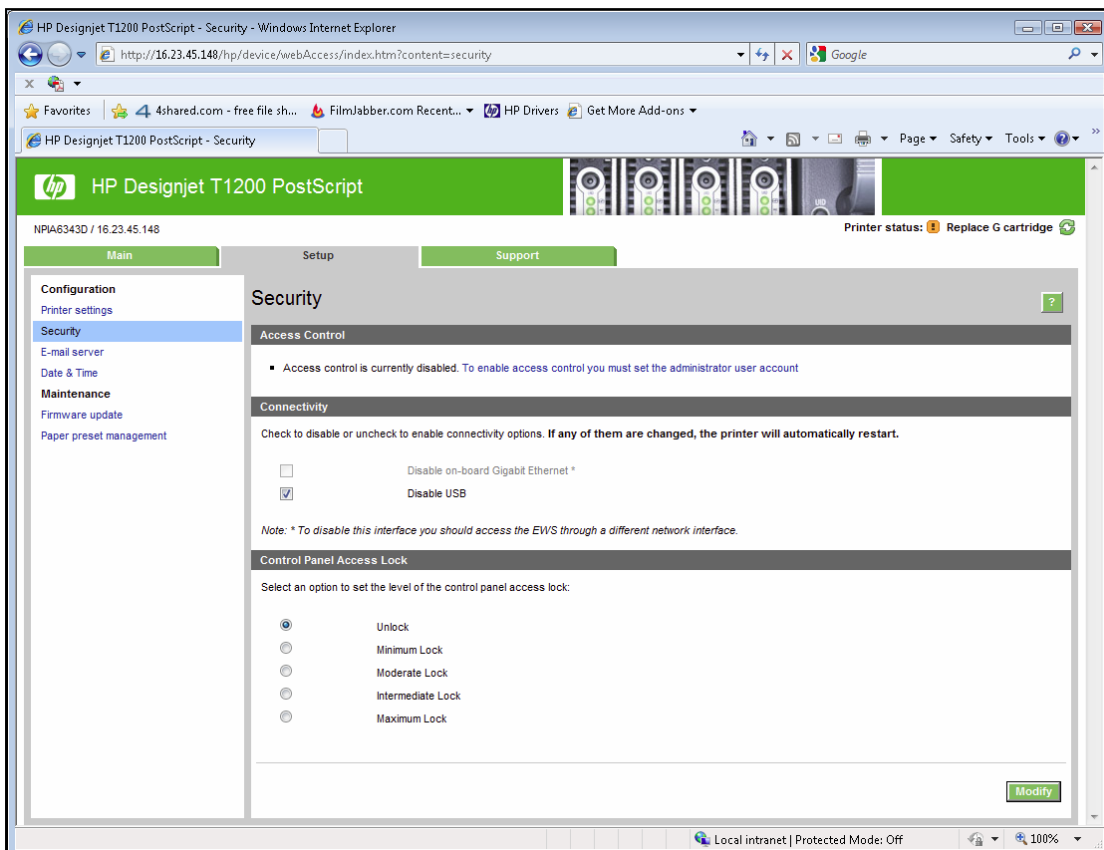 HP Designjet T1200 PostScript - Security - Windows Internet Explorer
http://16.23.45.148/hp/device/webAccess/index.htm?content=security
Google
x
Favorites 4shared.com - free file sh... FilmJabber.com Recent... HP Drivers Get More Add-ons
HP Designjet T1200 PostScript - Security
Page Safety Tools »
hp HP Designjet T1200 PostScript
UID
NPIA6343D / 16.23.45.148
Printer status: ! Replace G cartridge
Main Setup Support
Configuration
Printer settings
Security
E-mail server
Date & Time
Maintenance
Firmware update
Paper preset management
Security
?
Access Control
Access control is currently disabled. To enable access control you must set the administrator user account
Connectivity
Check to disable or uncheck to enable connectivity options. If any of them are changed, the printer will automatically restart.
Disable on-board Gigabit Ethernet *
Disable USB
Note: * To disable this interface you should access the EWS through a different network interface.
Control Panel Access Lock
Select an option to set the level of the control panel access lock:
Unlock
Minimum Lock
Moderate Lock
Intermediate Lock
Maximum Lock
Modify
Local intranet | Protected Mode: Off
100%